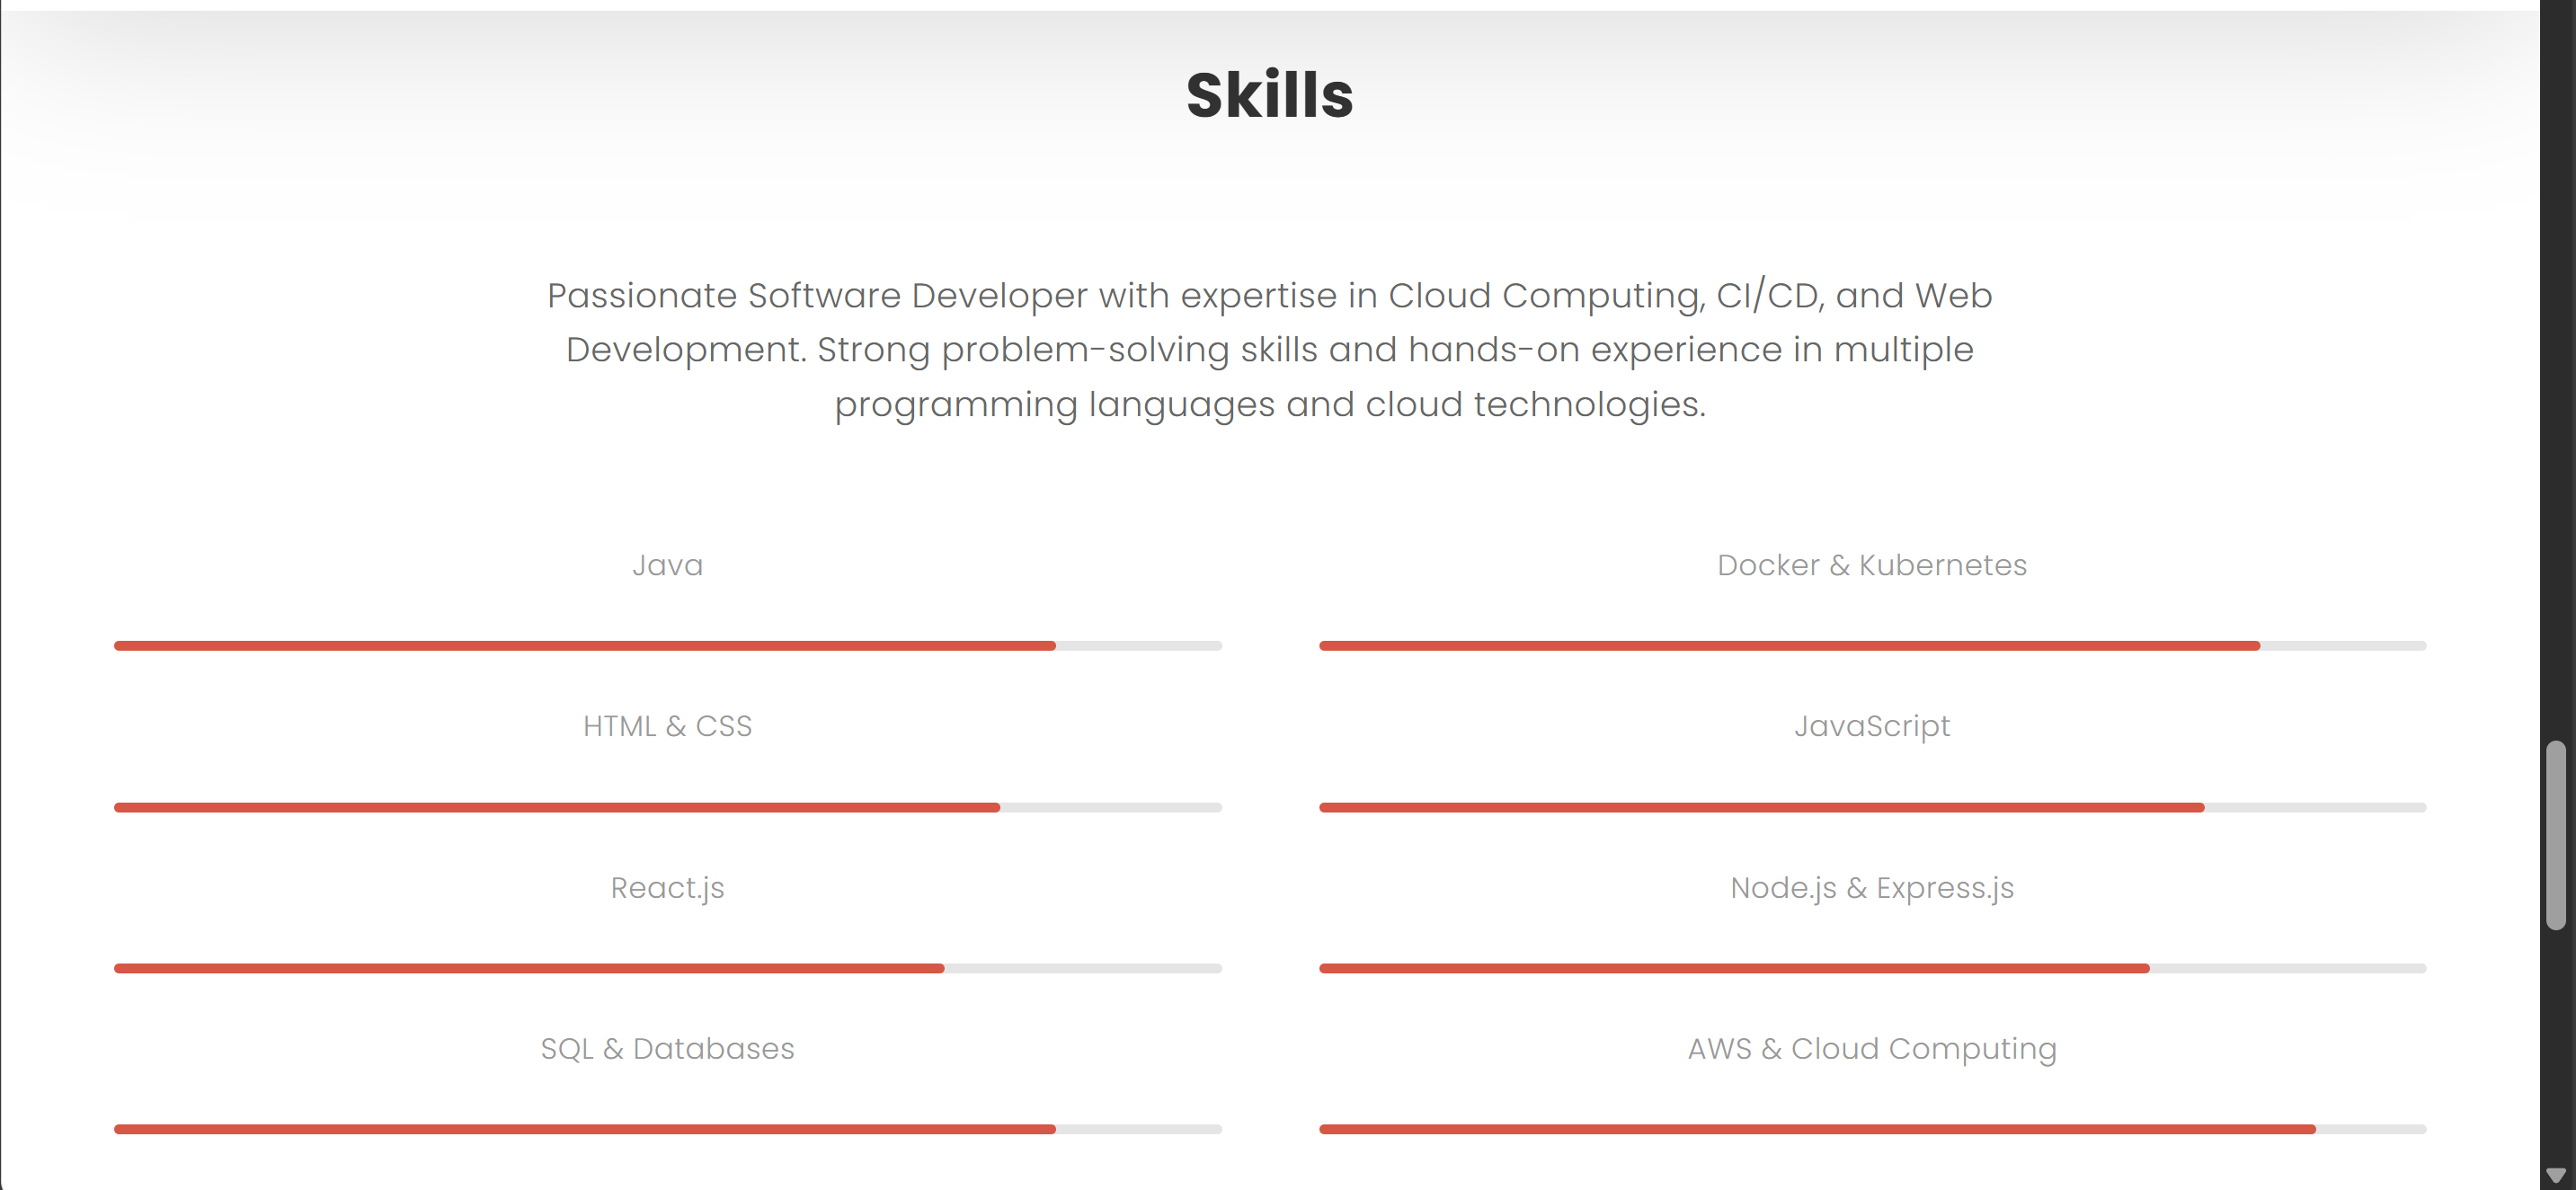 Skills
Passionate Software Developer with expertise in Cloud Computing, CI/CD, and Web
Development. Strong problem-solving skills and hands-on experience in multiple
programming languages and cloud technologies.
Java
Docker & Kubernetes
HTML & CSS
JavaScript
React.js
Node.js & Express.js
SQL & Databases
AWS & Cloud Computing